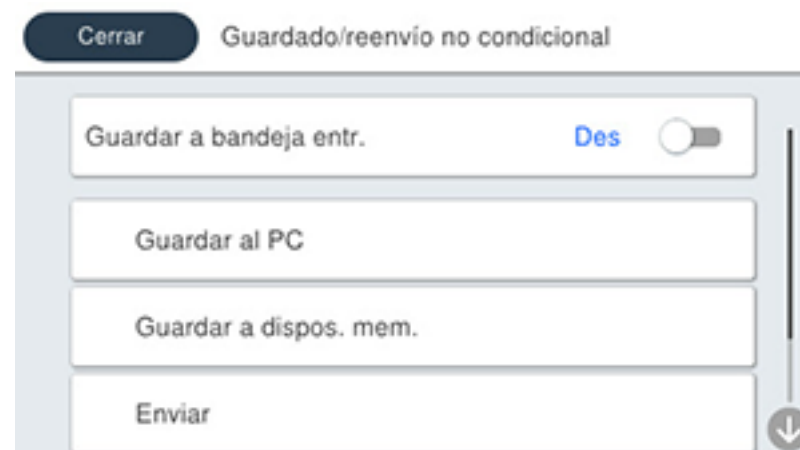 Cerrar Guardado/reenvío no condicional
Guardar a bandeja entr. Des
Guardar al PC
Guardar a dispos. mem.
Enviar